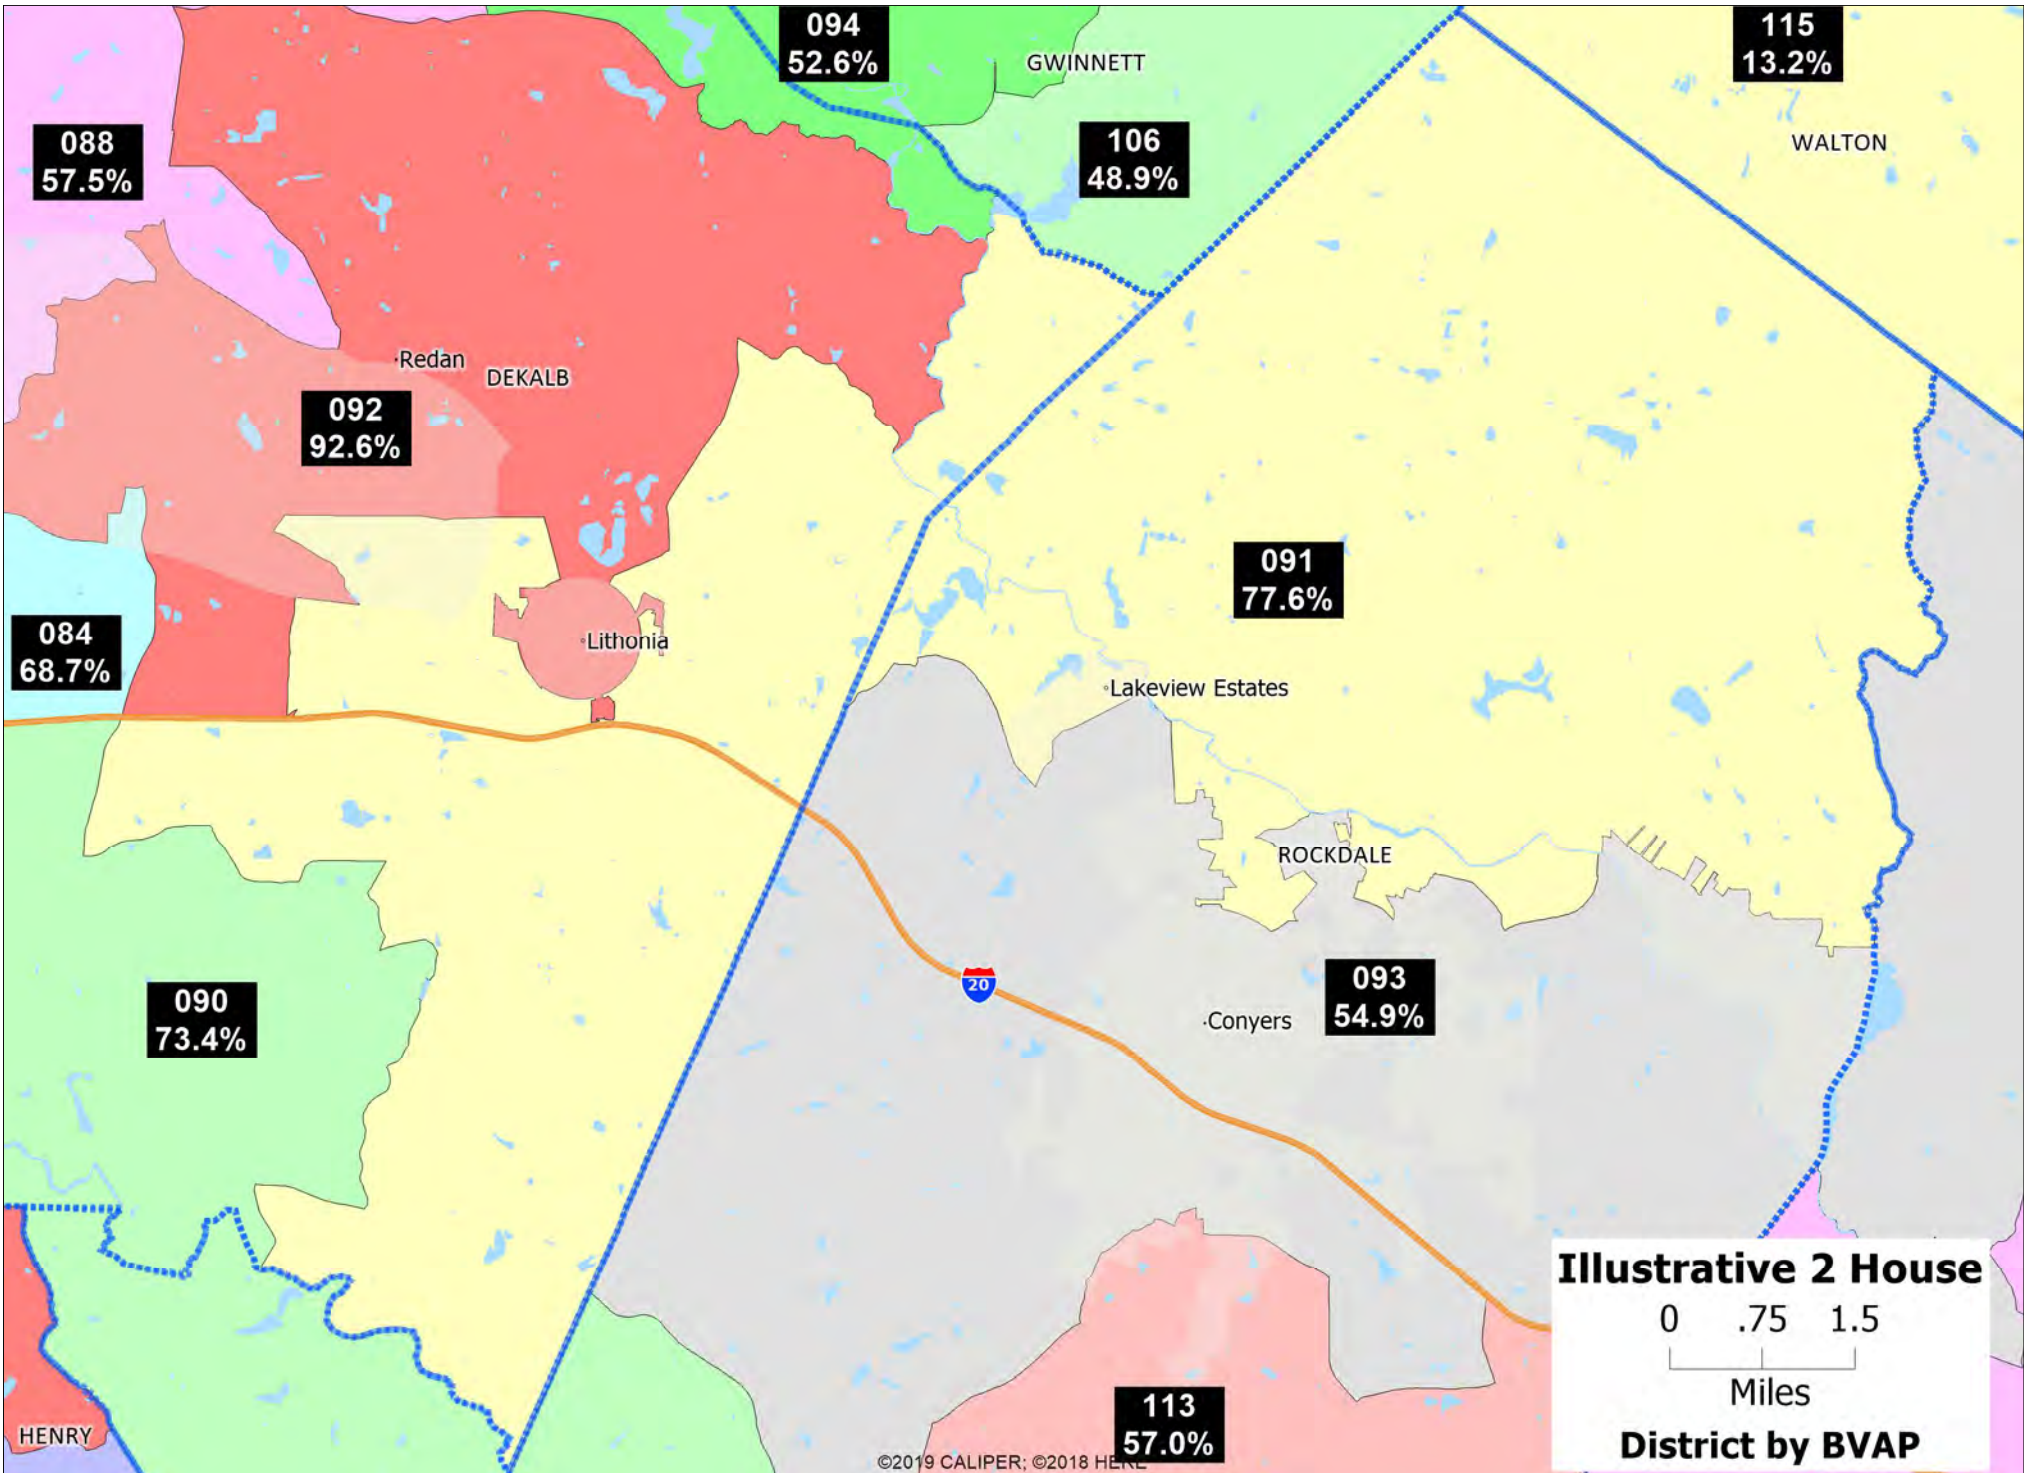 094
52.6%
GWINNETT
115
13.2%
WALTON
088
57.5%
106
48.9%
Redan
DEKALB
092
92.6%
091
77.6%
084
68.7%
Lithonia
Lakeview Estates
ROCKDALE
093
54.9%
20
Conyers
090
73.4%
Illustrative 2 House
0 .75 1.5
Miles
District by BVAP
113
57.0%
HENRY
©2019 CALIPER; ©2018 HERE